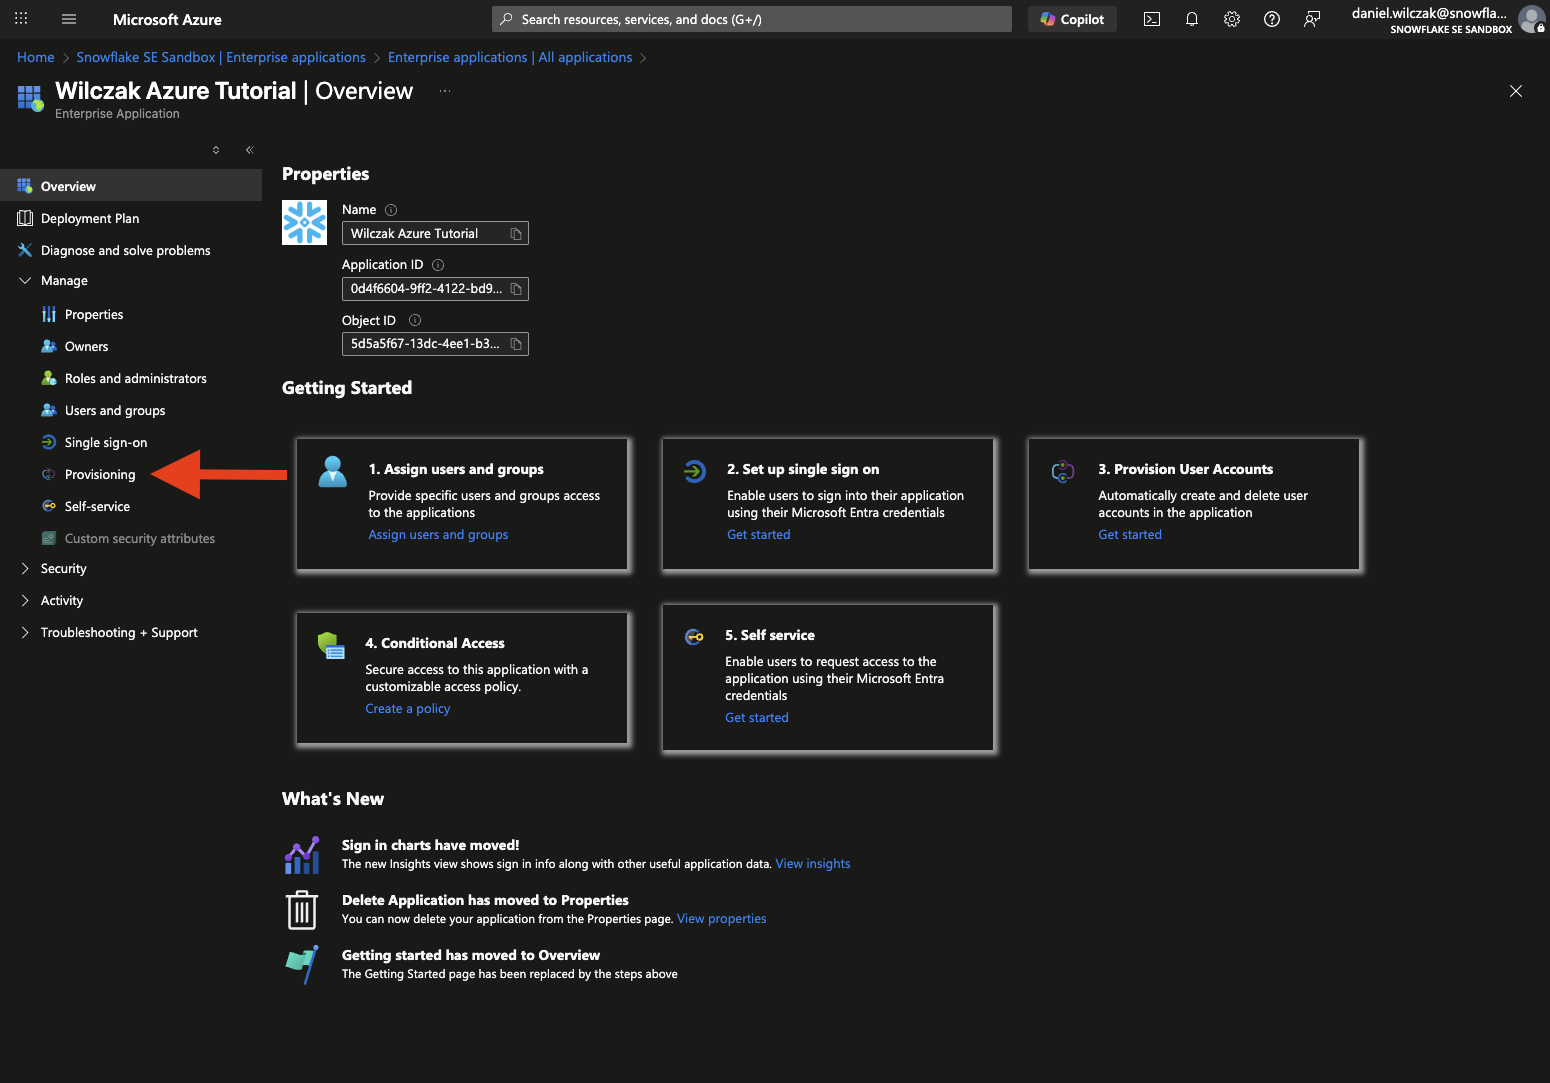 Microsoft Azure
Search resources, services, and docs (G+/)
Copilot
daniel.wilczak@snowfla...
SNOWFLAKE SE SANDBOX
Home > Snowflake SE Sandbox | Enterprise applications > Enterprise applications | All applications >
Wilczak Azure Tutorial | Overview ...
Enterprise Application
Overview
Deployment Plan
Diagnose and solve problems
Manage
Properties
Owners
Roles and administrators
Users and groups
Single sign-on
Provisioning
Self-service
Custom security attributes
Security
Activity
Troubleshooting + Support
Properties
Name
Wilczak Azure Tutorial
Application ID
0d4f6604-9ff2-4122-bd9...
Object ID
5d5a5f67-13dc-4ee1-b3...
Getting Started
1. Assign users and groups
Provide specific users and groups access
to the applications
Assign users and groups
2. Set up single sign on
Enable users to sign into their application
using their Microsoft Entra credentials
Get started
3. Provision User Accounts
Automatically create and delete user
accounts in the application
Get started
4. Conditional Access
Secure access to this application with a
customizable access policy.
Create a policy
5. Self service
Enable users to request access to the
application using their Microsoft Entra
credentials
Get started
What's New
Sign in charts have moved!
The new Insights view shows sign in info along with other useful application data. View insights
Delete Application has moved to Properties
You can now delete your application from the Properties page. View properties
Getting started has moved to Overview
The Getting Started page has been replaced by the steps above